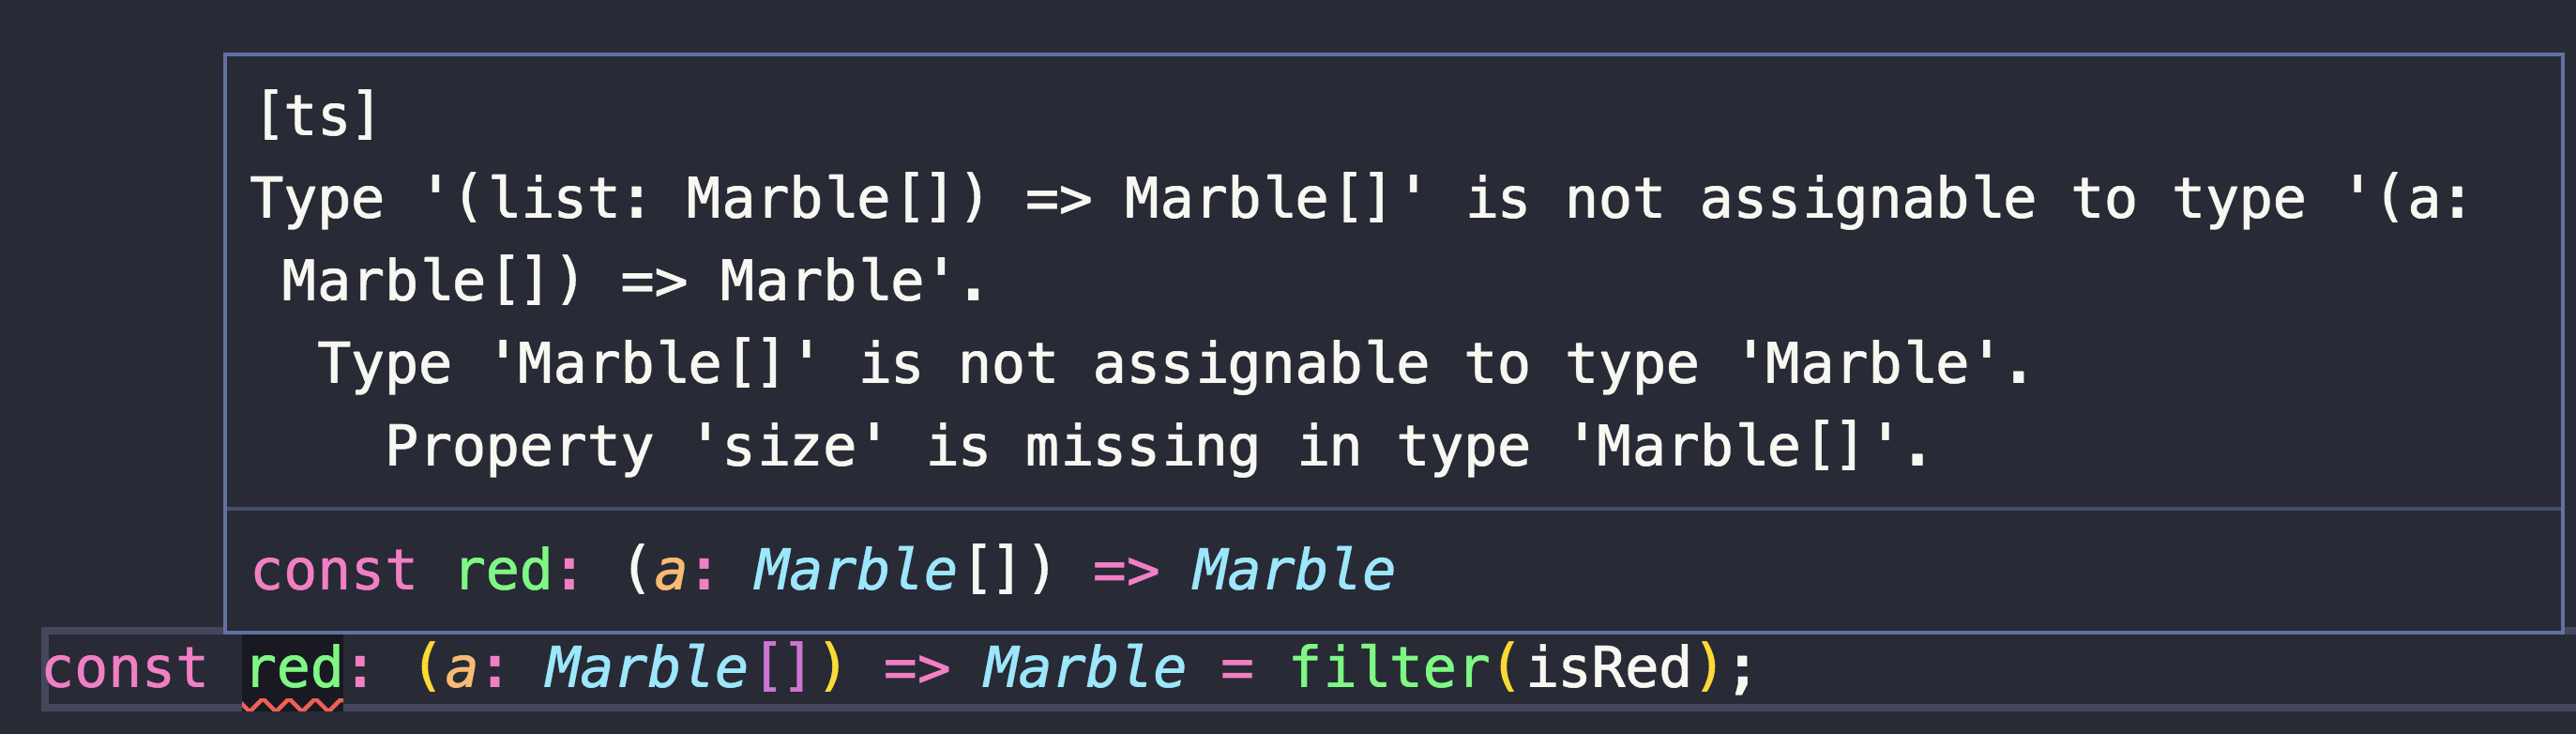 [ts]
Type '(list: Marble[]) => Marble[]' is not assignable to type '(a:
Marble[]) => Marble'.
Type 'Marble[]' is not assignable to type 'Marble'.
Property 'size' is missing in type 'Marble[]'.
const red: (a: Marble[]) => Marble
const red: (a: Marble[]) => Marble = filter(isRed);